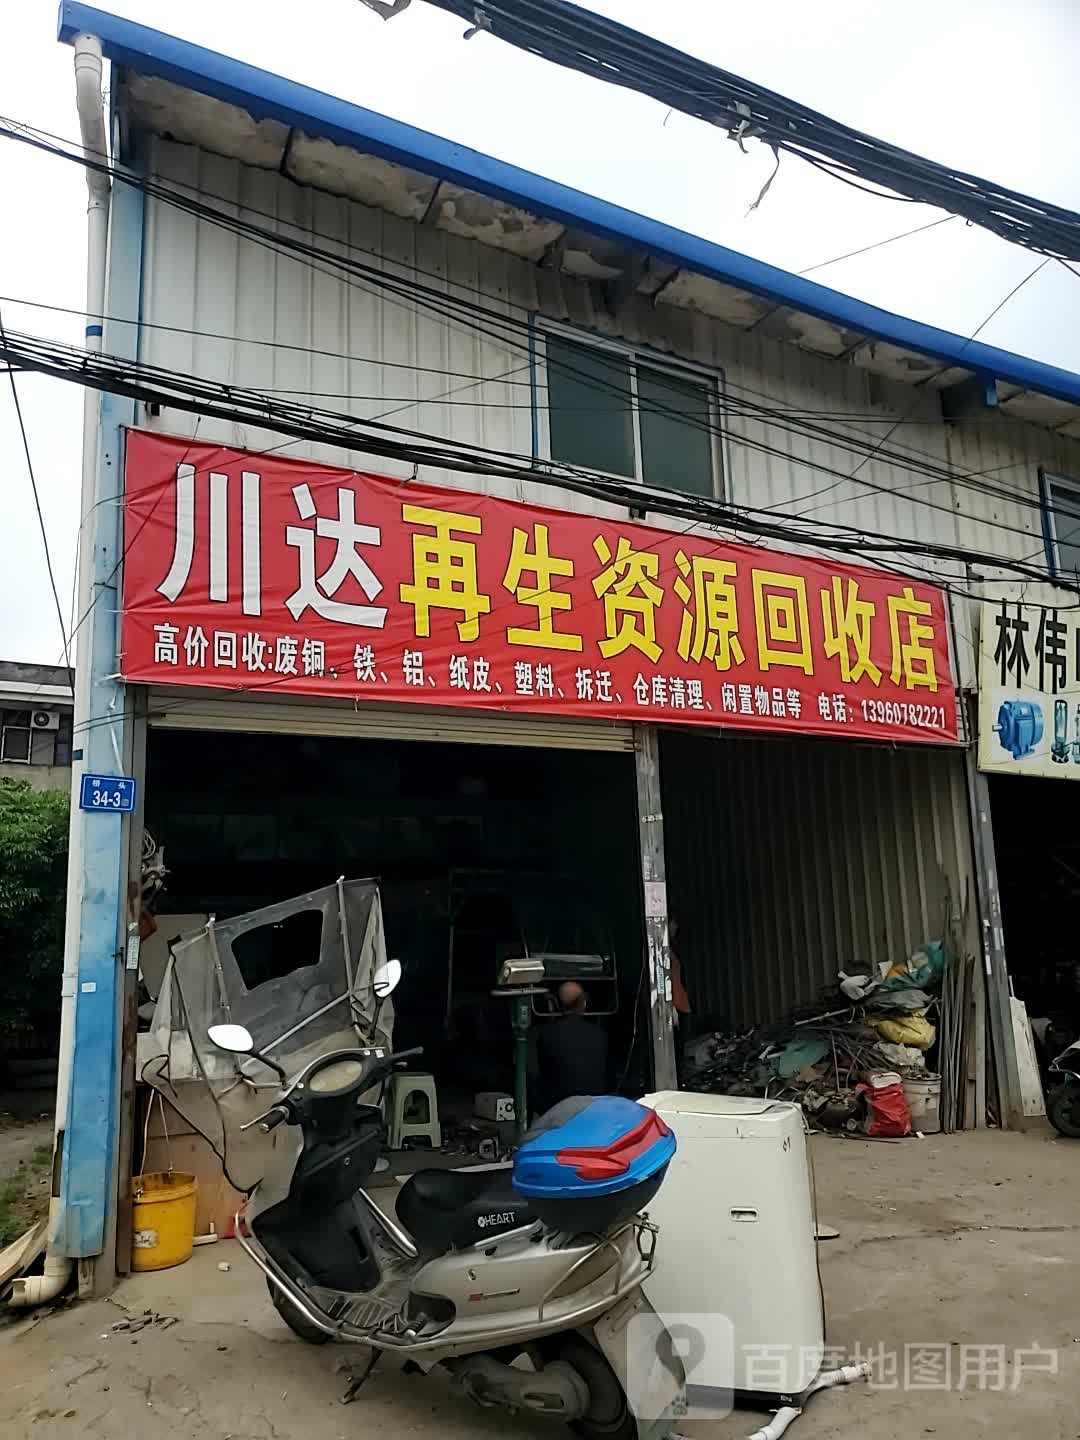 川达再生资源回收店
高价回收:废铜、铁、铝、纸皮、塑料、拆迁、仓库清理、闲置物品等 电话:13960782221
林伟
桥头
34-3
HEART
百度地图用户